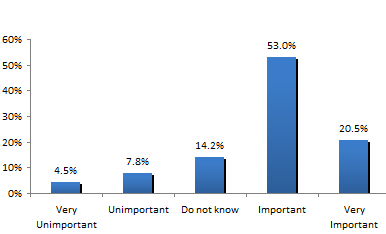 60%
50%
40%
30%
20%
10%
0%
4.5%
7.8%
14.2%
53.0%
20.5%
Very
Unimportant
Unimportant
Do not know
Important
Very
Important